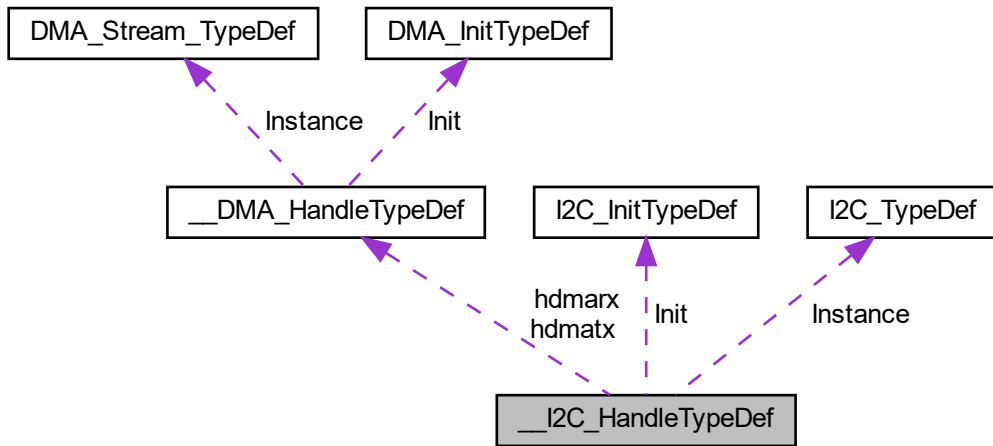 DMA_Stream_TypeDef
DMA_InitTypeDef
Instance
Init
__DMA_HandleTypeDef
I2C_InitTypeDef
I2C_TypeDef
hdmarx
hdmatx
Init
Instance
__I2C_HandleTypeDef